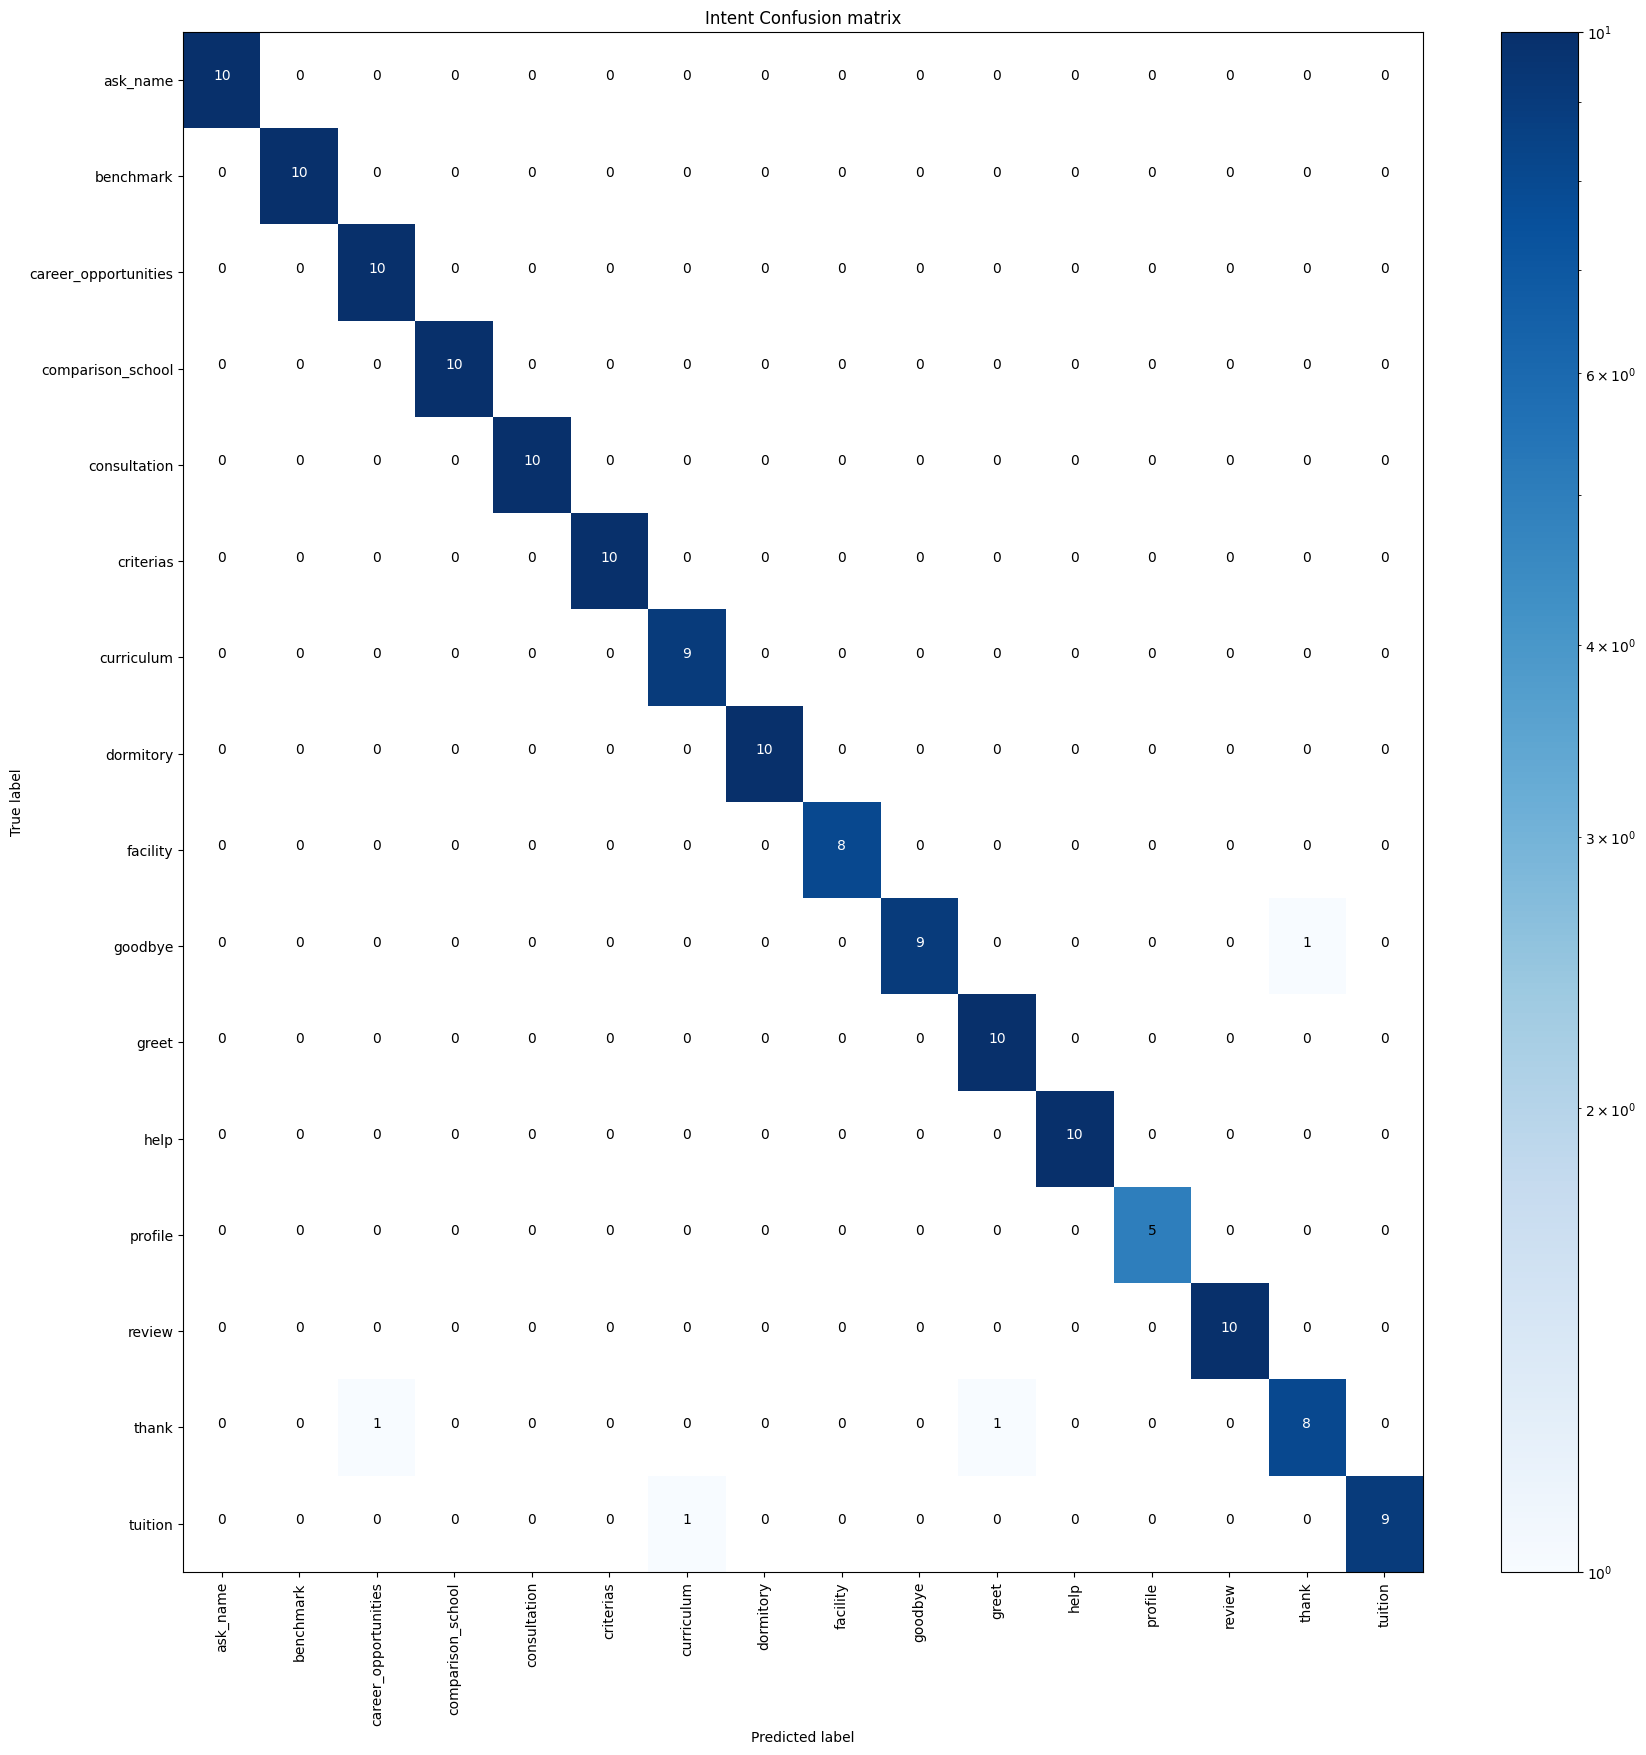 Intent Confusion matrix
ask_name 10 0 0 0 0 0 0 0 0 0 0 0 0 0 0 0
benchmark 0 10 0 0 0 0 0 0 0 0 0 0 0 0 0 0
career_opportunities 0 0 10 0 0 0 0 0 0 0 0 0 0 0 0 0
comparison_school 0 0 0 10 0 0 0 0 0 0 0 0 0 0 0 0
consultation 0 0 0 0 10 0 0 0 0 0 0 0 0 0 0 0
criterias 0 0 0 0 0 10 0 0 0 0 0 0 0 0 0 0
curriculum 0 0 0 0 0 0 9 0 0 0 0 0 0 0 0 0
dormitory 0 0 0 0 0 0 0 10 0 0 0 0 0 0 0 0
facility 0 0 0 0 0 0 0 0 8 0 0 0 0 0 0 0
goodbye 0 0 0 0 0 0 0 0 0 9 0 0 0 0 1 0
greet 0 0 0 0 0 0 0 0 0 0 10 0 0 0 0 0
help 0 0 0 0 0 0 0 0 0 0 0 10 0 0 0 0
profile 0 0 0 0 0 0 0 0 0 0 0 0 5 0 0 0
review 0 0 0 0 0 0 0 0 0 0 0 0 0 10 0 0
thank 0 0 1 0 0 0 0 0 0 0 1 0 0 0 8 0
tuition 0 0 0 0 0 0 1 0 0 0 0 0 0 0 0 9
True label
ask_name
benchmark
career_opportunities
comparison_school
consultation
criterias
curriculum
dormitory
facility
goodbye
greet
help
profile
review
thank
tuition
Predicted label
10¹
6 × 10⁰
4 × 10⁰
3 × 10⁰
2 × 10⁰
10⁰